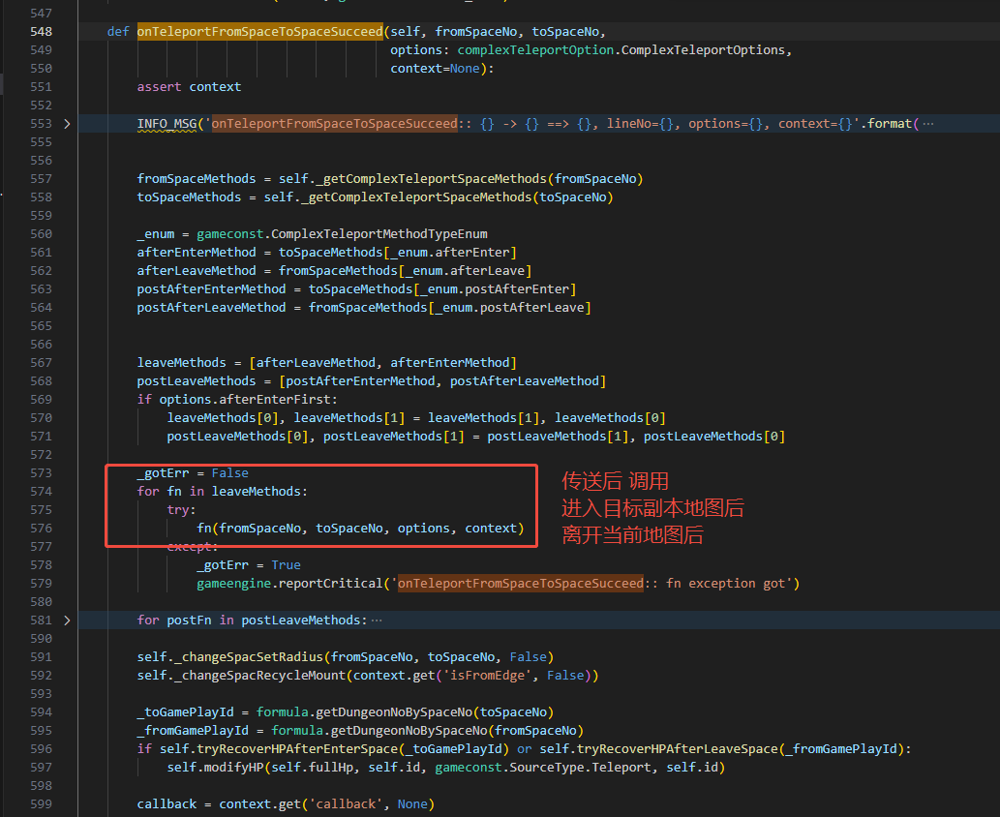 547
548 def onTeleportFromSpaceToSpaceSucceed(self, fromSpaceNo, toSpaceNo,
549 options: complexTeleportOption.ComplexTeleportOptions,
550 context=None):
551 assert context
552
553 INFO_MSG('onTeleportFromSpaceToSpaceSucceed:: {} -> {} ==> {}, lineNo={}, options={}, context={}'.format(…
555
556
557 fromSpaceMethods = self._getComplexTeleportSpaceMethods(fromSpaceNo)
558 toSpaceMethods = self._getComplexTeleportSpaceMethods(toSpaceNo)
559
560 _enum = gameconst.ComplexTeleportMethodTypeEnum
561 afterEnterMethod = toSpaceMethods[_enum.afterEnter]
562 afterLeaveMethod = fromSpaceMethods[_enum.afterLeave]
563 postAfterEnterMethod = toSpaceMethods[_enum.postAfterEnter]
564 postAfterLeaveMethod = fromSpaceMethods[_enum.postAfterLeave]
565
566
567 leaveMethods = [afterLeaveMethod, afterEnterMethod]
568 postLeaveMethods = [postAfterEnterMethod, postAfterLeaveMethod]
569 if options.afterEnterFirst:
570 leaveMethods[0], leaveMethods[1] = leaveMethods[1], leaveMethods[0]
571 postLeaveMethods[0], postLeaveMethods[1] = postLeaveMethods[1], postLeaveMethods[0]
572
573 _gotErr = False
574 for fn in leaveMethods:
575 try:
576 fn(fromSpaceNo, toSpaceNo, options, context)
传送后 调用
进入目标副本地图后
离开当前地图后
577 except:
578 _gotErr = True
579 gameengine.reportCritical('onTeleportFromSpaceToSpaceSucceed:: fn exception got')
580
581 for postFn in postLeaveMethods:…
590
591 self._changeSpacSetRadius(fromSpaceNo, toSpaceNo, False)
592 self._changeSpacRecycleMount(context.get('isFromEdge', False))
593
594 _toGamePlayId = formula.getDungeonNoBySpaceNo(toSpaceNo)
595 _fromGamePlayId = formula.getDungeonNoBySpaceNo(fromSpaceNo)
596 if self.tryRecoverHPAfterEnterSpace(_toGamePlayId) or self.tryRecoverHPAfterLeaveSpace(_fromGamePlayId):
597 self.modifyHP(self.fullHp, self.id, gameconst.SourceType.Teleport, self.id)
598
599 callback = context.get('callback', None)